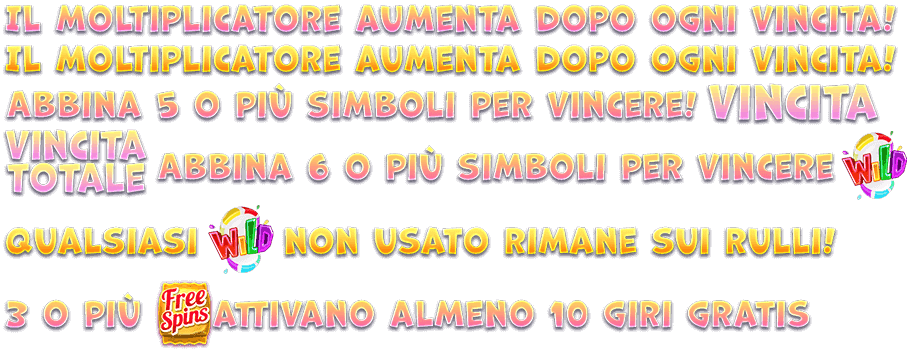 IL MOLTIPLICATORE AUMENTA DOPO OGNI VINCITA!
IL MOLTIPLICATORE AUMENTA DOPO OGNI VINCITA!
ABBINA 5 O PIÙ SIMBOLI PER VINCERE! VINCITA
VINCITA
TOTALE
ABBINA 6 O PIÙ SIMBOLI PER VINCERE WILD
QUALSIASI WILD NON USATO RIMANE SUI RULLI!
3 O PIÙ Free Spins ATTIVANO ALMENO 10 GIRI GRATIS